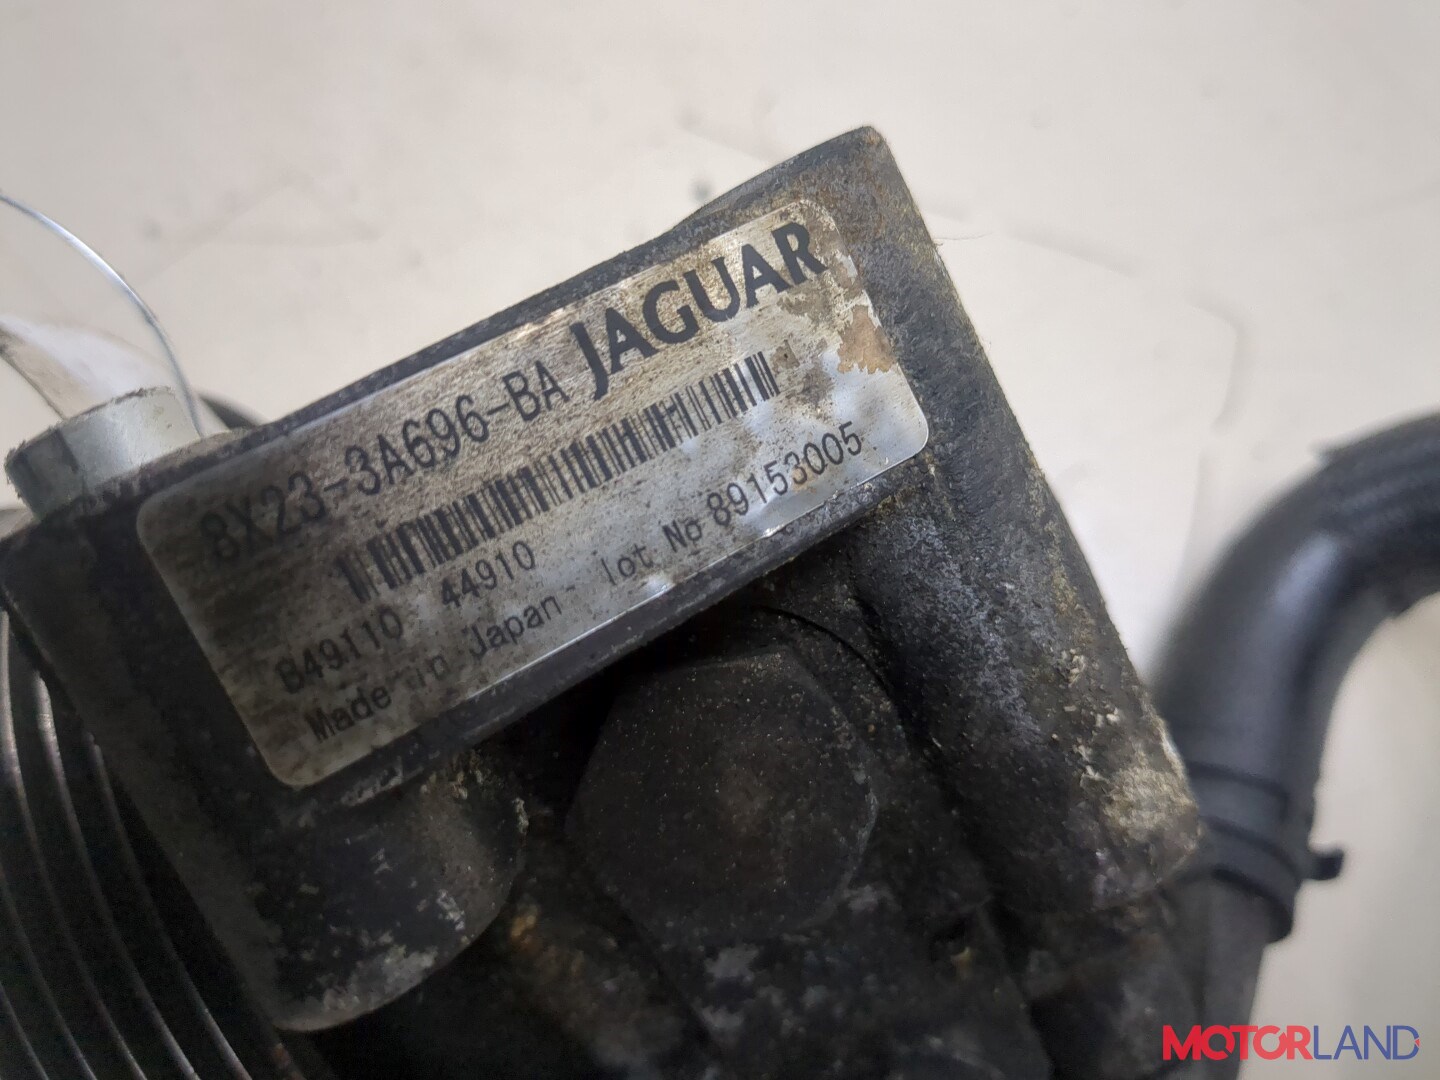 8X23-3A696-BA JAGUAR
B49110 44910
Made in Japan lot No 89153005
MOTORLAND